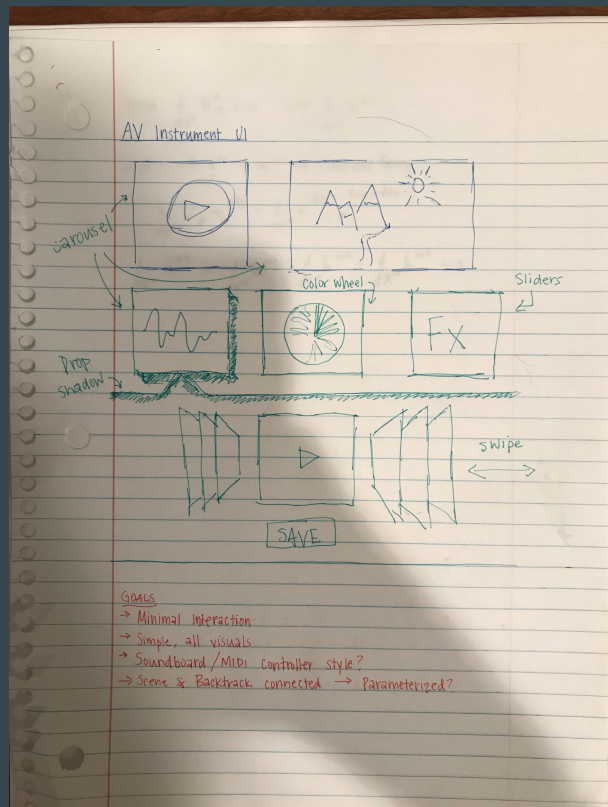 AV Instrument UI
carousel
Color wheel
Sliders
Fx
Drop
shadow
swipe
SAVE
GOALS
→ Minimal Interaction
→ Simple, all visuals
→ Soundboard / MIDI controller style?
→ Scene & Backtrack connected → Parameterized?